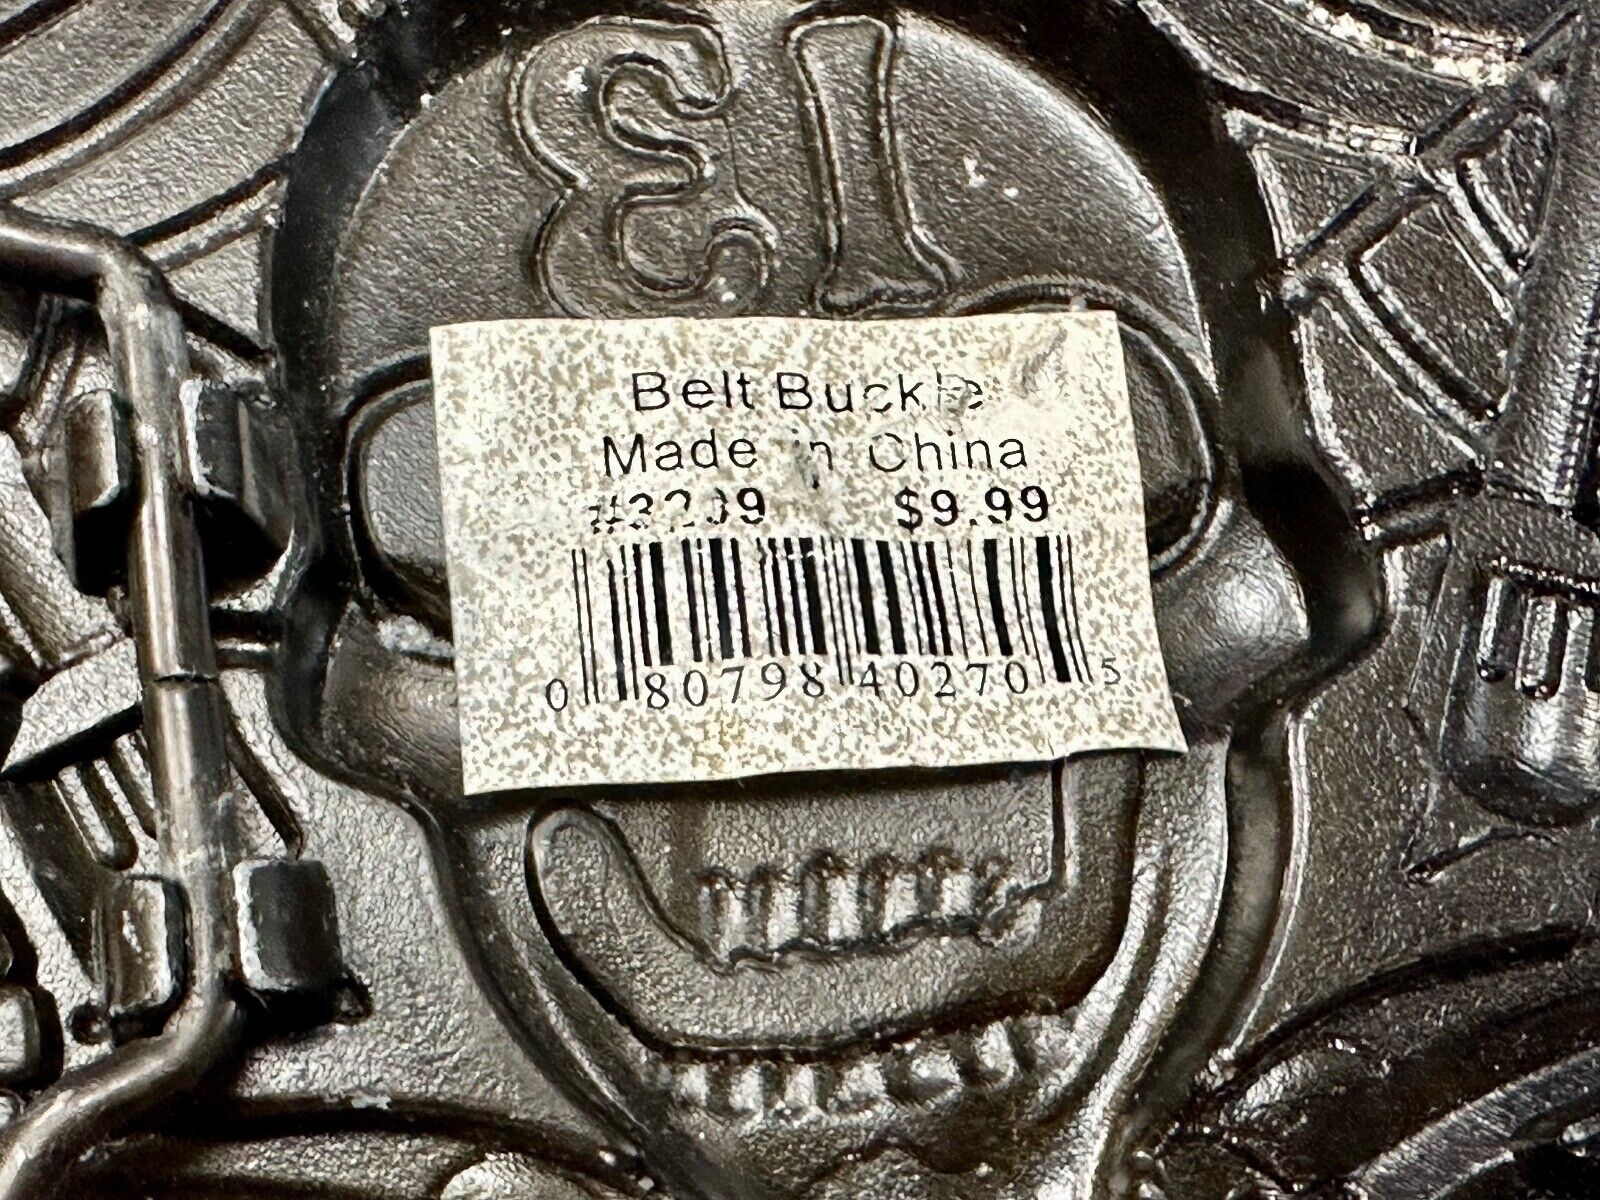 Belt Buckle
Made in China
$9.99
0 80798 40270 5